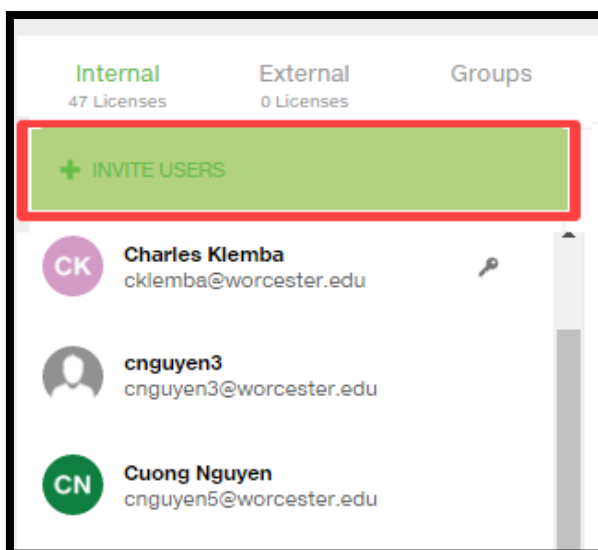 Internal External Groups
47 Licenses 0 Licenses
+ INVITE USERS
CK Charles Klemba
cklemba@worcester.edu
cnguyen3
cnguyen3@worcester.edu
CN Cuong Nguyen
cnguyen5@worcester.edu